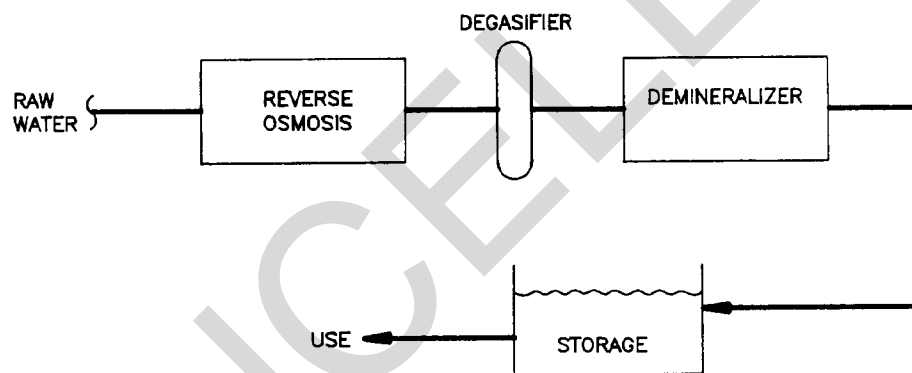 DEGASIFIER
RAW
WATER
REVERSE
OSMOSIS
DEMINERALIZER
USE
STORAGE